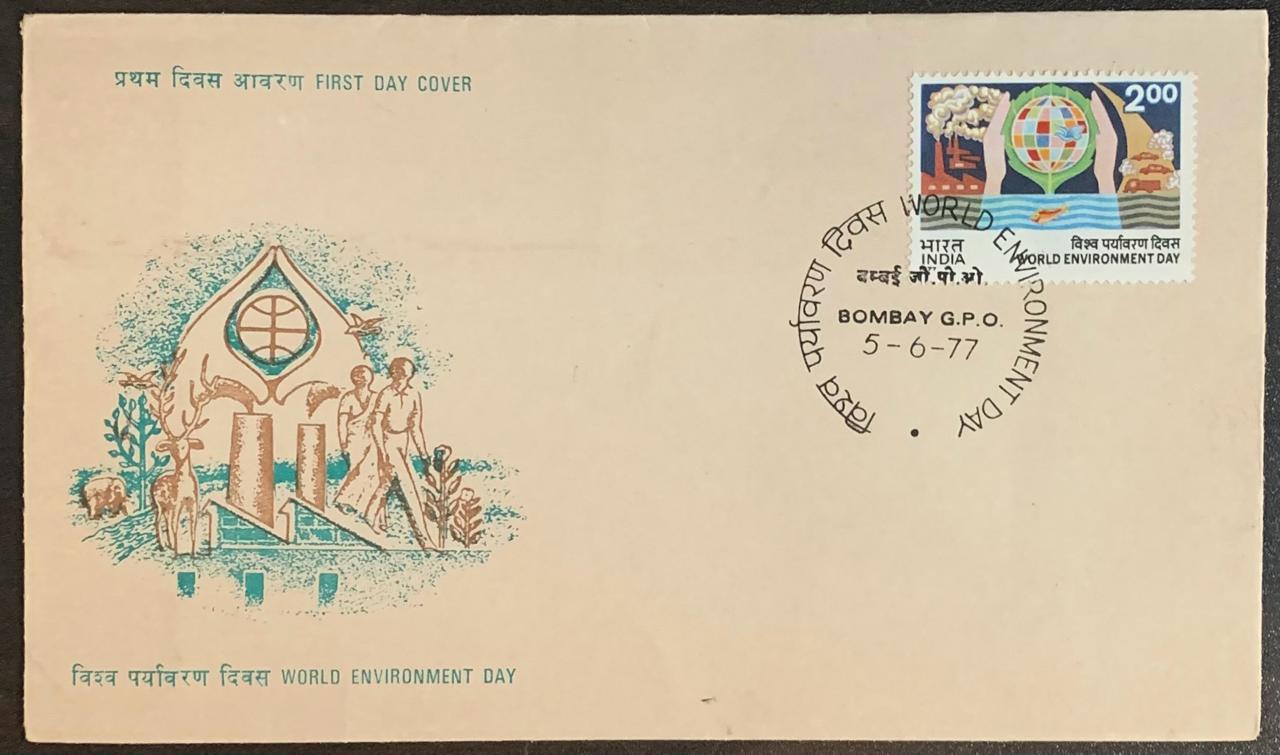 प्रथम दिवस आवरण FIRST DAY COVER
2.00
भारत
INDIA
विश्व पर्यावरण दिवस
WORLD ENVIRONMENT DAY
विश्व पर्यावरण दिवस WORLD ENVIRONMENT DAY
बम्बई जी.पी.ओ.
BOMBAY G.P.O.
5-6-77
विश्व पर्यावरण दिवस WORLD ENVIRONMENT DAY